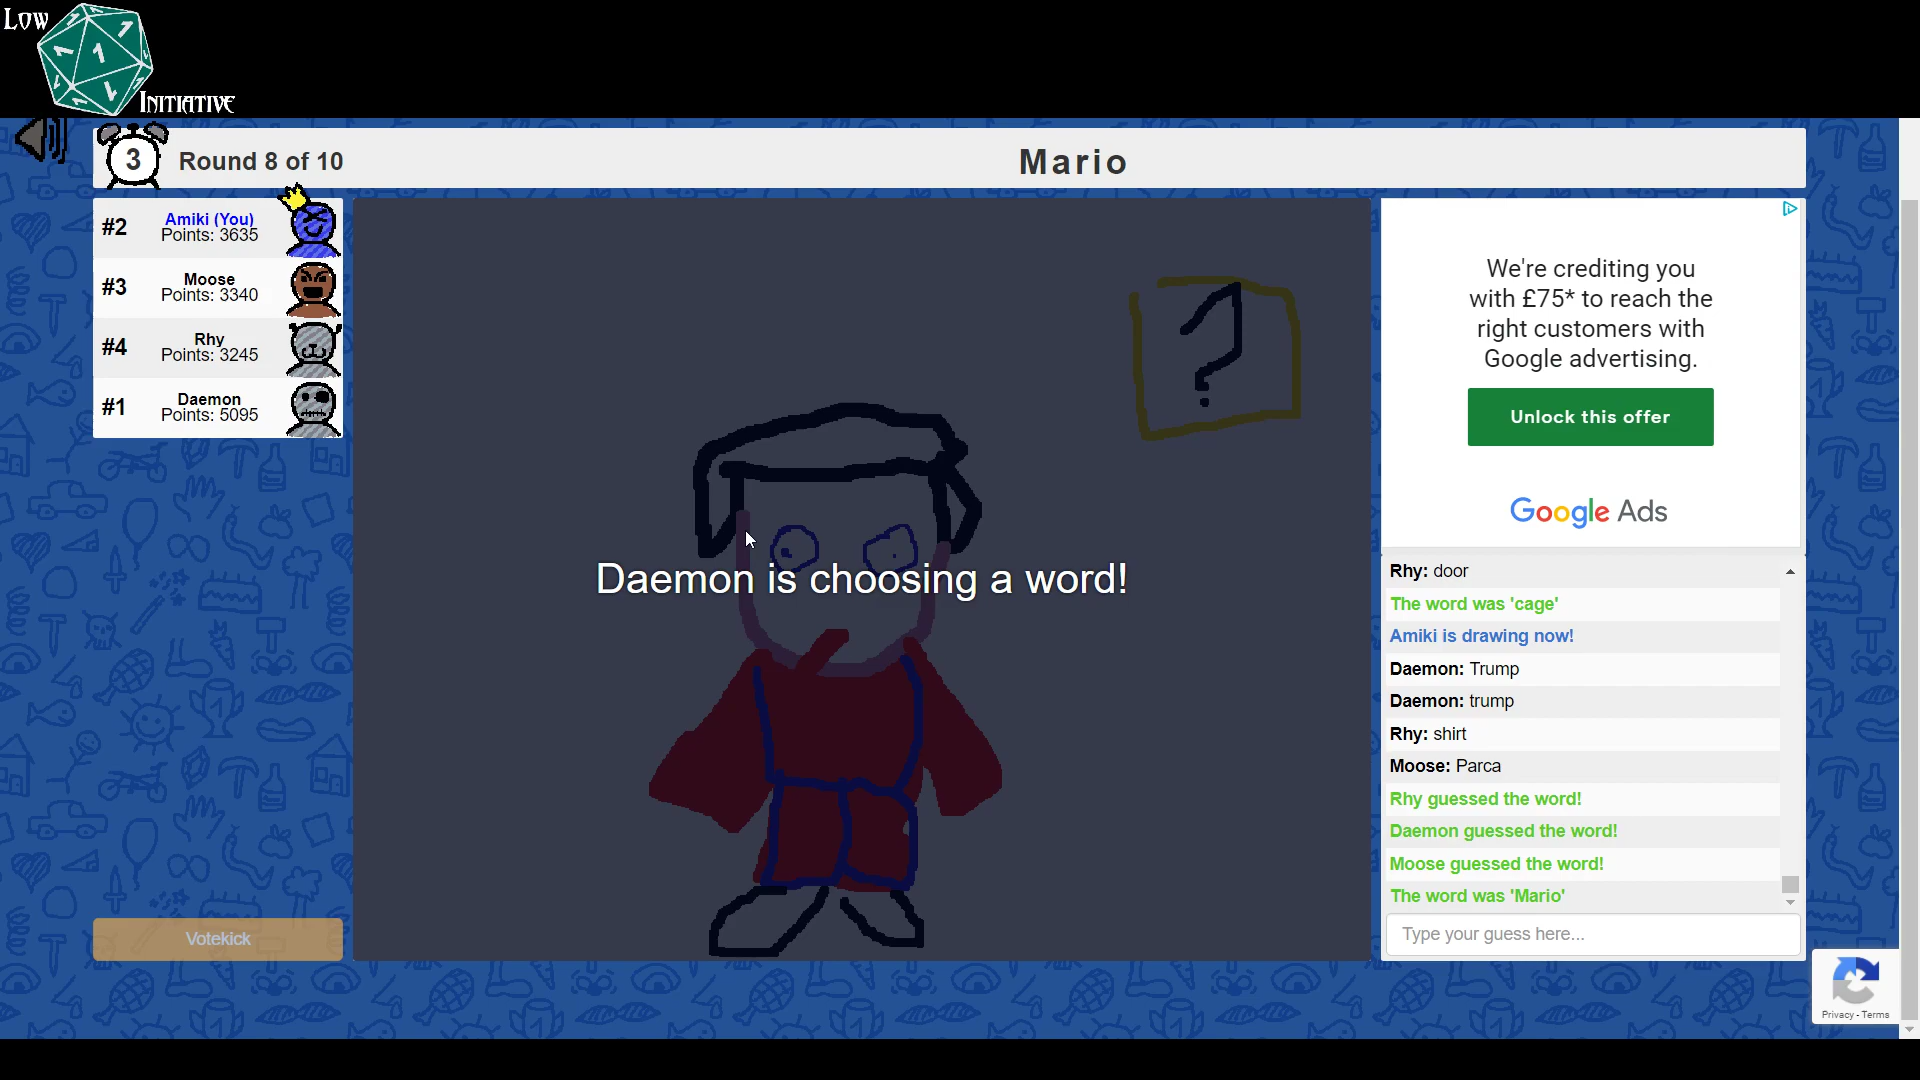 Low
1
1
1
1
Initiative
3
Round 8 of 10
Mario
#2
Amiki (You)
Points: 3635
#3
Moose
Points: 3340
#4
Rhy
Points: 3245
#1
Daemon
Points: 5095
Votekick
?
Daemon is choosing a word!
We're crediting you
with £75* to reach the
right customers with
Google advertising.
Unlock this offer
Google Ads
Rhy: door
The word was 'cage'
Amiki is drawing now!
Daemon: Trump
Daemon: trump
Rhy: shirt
Moose: Parca
Rhy guessed the word!
Daemon guessed the word!
Moose guessed the word!
The word was 'Mario'
Type your guess here...
Privacy - Terms